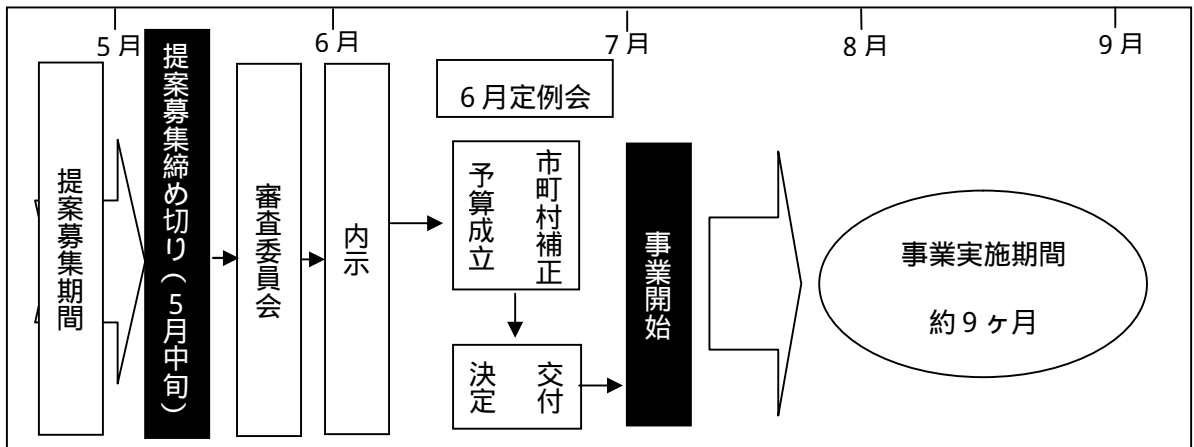 5月
6月
7月
8月
9月
提案募集期間
提案募集締め切り(5月中旬)
審査委員会
内示
6月定例会
市町村補正
予算成立
交付
決定
事業開始
事業実施期間
約9ヶ月